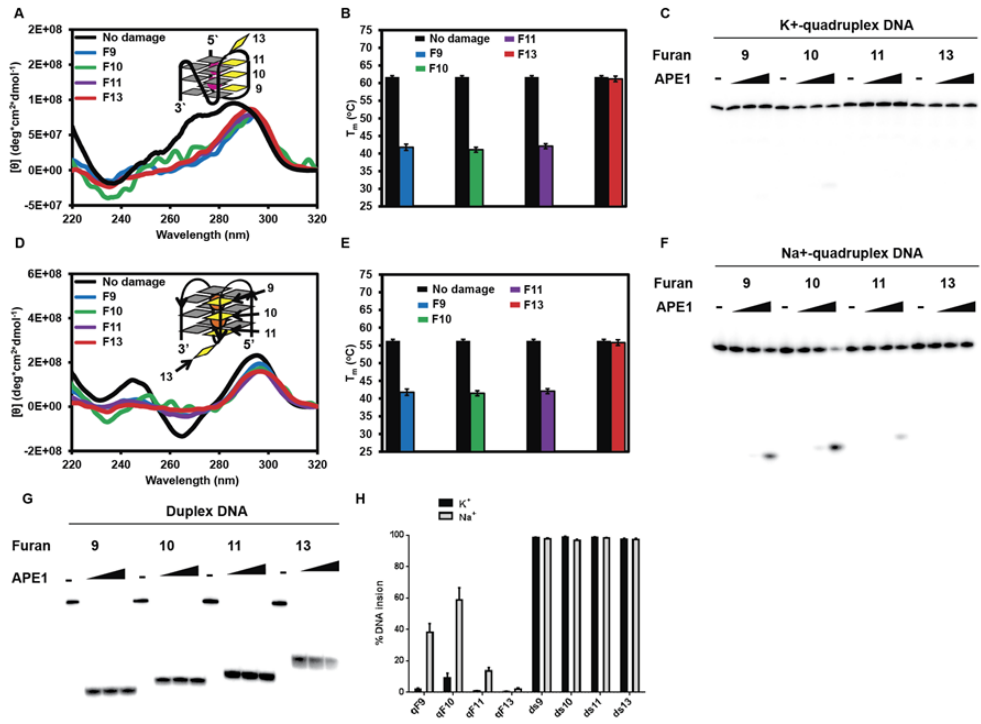 A
2E+08
2E+08
1E+08
5E+07
0E+00
-5E+07
[θ] (deg*cm²*dmol⁻¹)
220 240 260 280 300 320
Wavelength (nm)
No damage
F9
F10
F11
F13
5`
3`
13
11
10
9
B
75
70
65
60
55
50
45
40
35
30
25
Tm (°C)
No damage
F9
F10
F11
F13
C
K+-quadruplex DNA
Furan 9 10 11 13
APE1 - - - -
D
6E+08
4E+08
2E+08
0E+00
-2E+08
[θ] (deg*cm²*dmol⁻¹)
220 240 260 280 300 320
Wavelength (nm)
No damage
F9
F10
F11
F13
9
10
11
3'
5'
13
E
75
70
65
60
55
50
45
40
35
30
25
Tm (°C)
No damage
F9
F10
F11
F13
F
Na+-quadruplex DNA
Furan 9 10 11 13
APE1 - - - -
G
Duplex DNA
Furan 9 10 11 13
APE1 - - - -
H
K⁺
Na⁺
100
80
60
40
20
0
% DNA insion
qF9 qF10 qF11 qF13 ds9 ds10 ds11 ds13